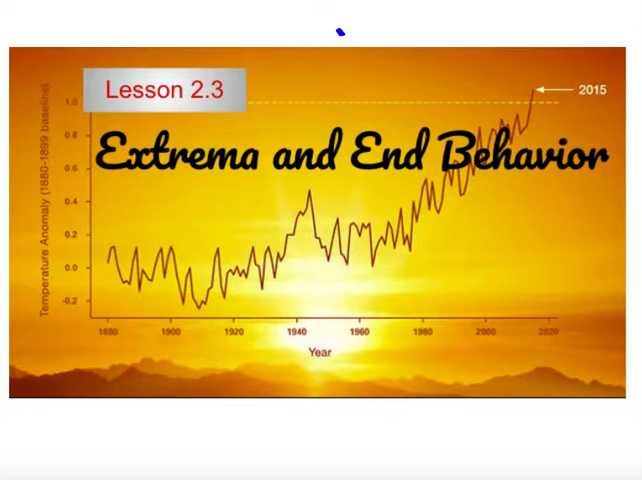 Lesson 2.3
Extrema and End Behavior
2015
Temperature Anomaly (1880-1899 baseline)
1.0
0.8
0.6
0.4
0.2
0.0
-0.2
1880 1900 1920 1940 1960 1980 2000 2020
Year